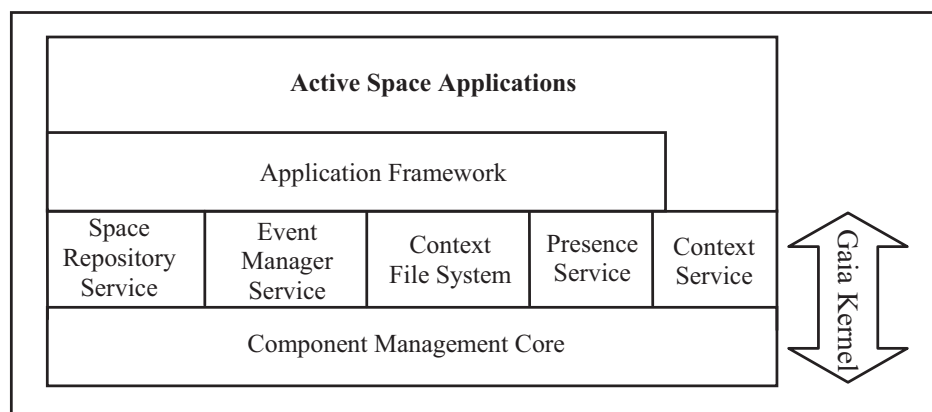 Active Space Applications
Application Framework
Space
Repository
Service
Event
Manager
Service
Context
File System
Presence
Service
Context
Service
Component Management Core
Gaia Kernel